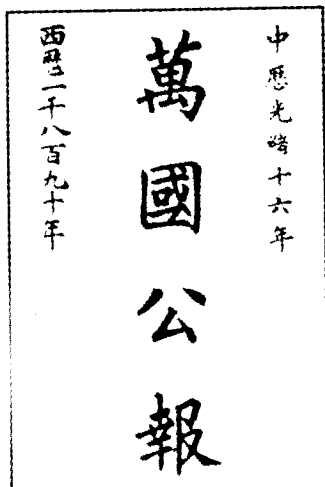 中歷光緒十六年
萬國公報
西歷一千八百九十年